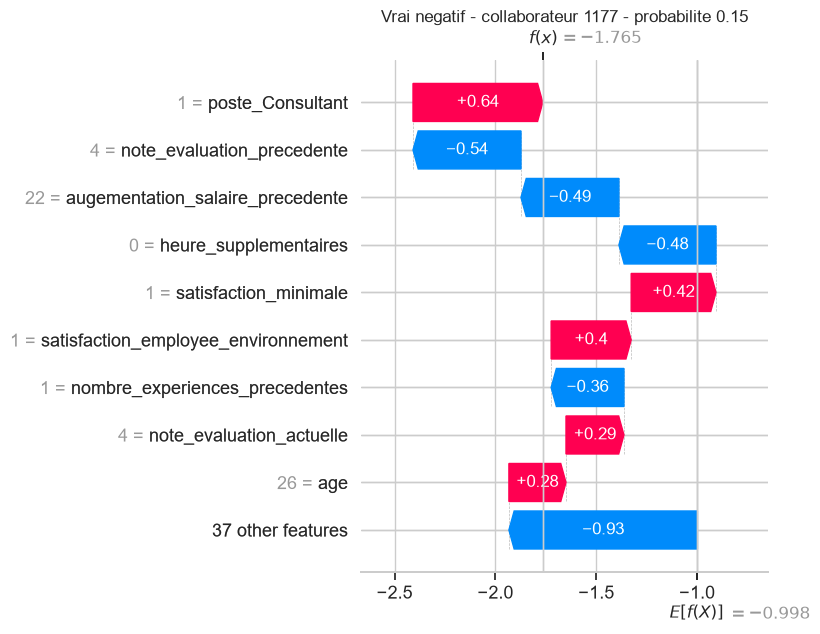 Vrai negatif - collaborateur 1177 - probabilite 0.15
f(x) = −1.765
1 = poste_Consultant
+0.64
4 = note_evaluation_precedente
−0.54
22 = augementation_salaire_precedente
−0.49
0 = heure_supplementaires
−0.48
1 = satisfaction_minimale
+0.42
1 = satisfaction_employee_environnement
+0.4
1 = nombre_experiences_precedentes
−0.36
4 = note_evaluation_actuelle
+0.29
26 = age
+0.28
37 other features
−0.93
−2.5 −2.0 −1.5 −1.0
E[f(X)] = −0.998